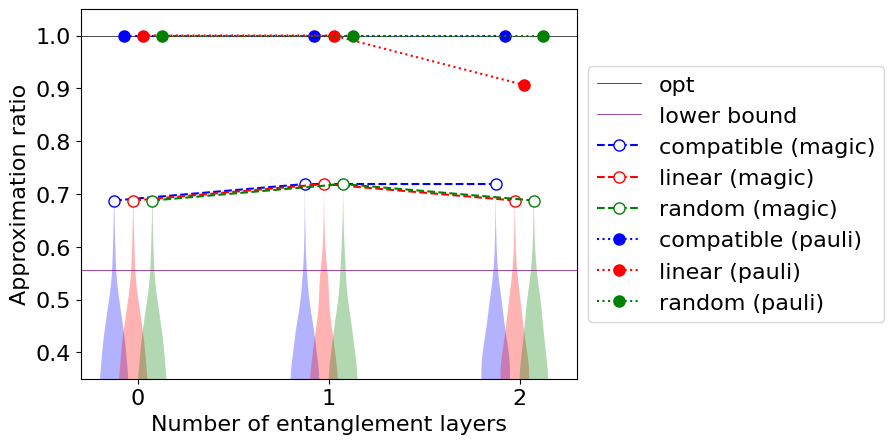 1.0
0.9
0.8
0.7
0.6
0.5
0.4
Approximation ratio
0 1 2
Number of entanglement layers
opt
lower bound
compatible (magic)
linear (magic)
random (magic)
compatible (pauli)
linear (pauli)
random (pauli)